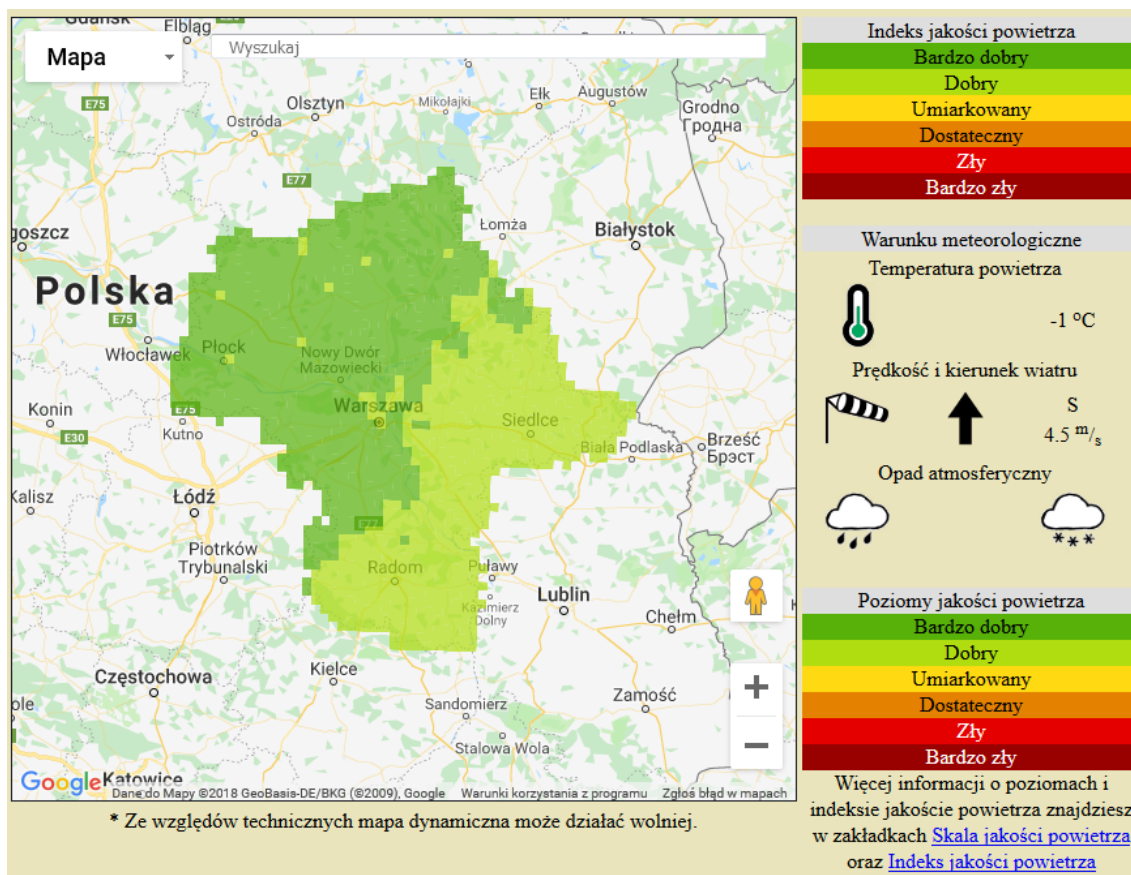 Gdańsk
Elbląg
Mapa
Wyszukaj
E75
Olsztyn
Mikołajki
Ełk
Augustów
Ostróda
Grodno
Гродна
E77
Łomża
Białystok
goszcz
Polska
E75
Włocławek
Płock
Nowy Dwór
Mazowiecki
Konin
E75
Warszawa
Siedlce
E30
Kutno
Biała Podlaska
Brześć
Брэст
Kalisz
Łódź
E77
Piotrków
Trybunalski
Radom
Puławy
Kazimierz
Dolny
Lublin
Chełm
Kielce
Częstochowa
Sandomierz
Zamość
ole
Stalowa Wola
Google
Katowice
Dane do Mapy ©2018 GeoBasis-DE/BKG (©2009), Google
Warunki korzystania z programu
Zgłoś błąd w mapach
* Ze względów technicznych mapa dynamiczna może działać wolniej.
Indeks jakości powietrza
Bardzo dobry
Dobry
Umiarkowany
Dostateczny
Zły
Bardzo zły
Warunku meteorologiczne
Temperatura powietrza
-1 °C
Prędkość i kierunek wiatru
S
4.5 m/s
Opad atmosferyczny
Poziomy jakości powietrza
Bardzo dobry
Dobry
Umiarkowany
Dostateczny
Zły
Bardzo zły
Więcej informacji o poziomach i
indeksie jakoście powietrza znajdziesz
w zakładkach Skala jakości powietrza
oraz Indeks jakości powietrza